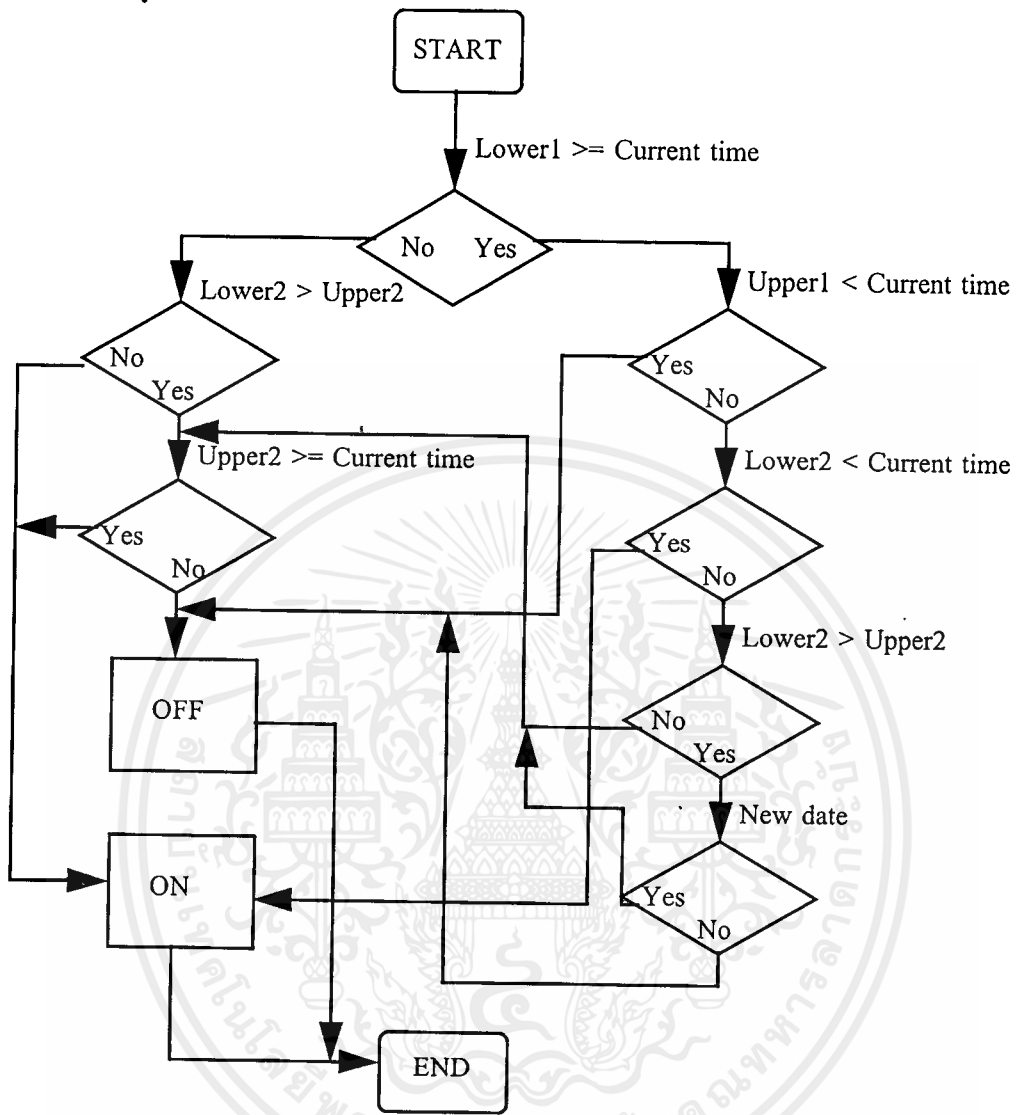 START
Lower1 >= Current time
No Yes
Lower2 > Upper2
Upper1 < Current time
No
Yes
Yes
No
Upper2 >= Current time
Lower2 < Current time
Yes
No
Yes
No
Lower2 > Upper2
OFF
No
Yes
New date
ON
Yes
No
END